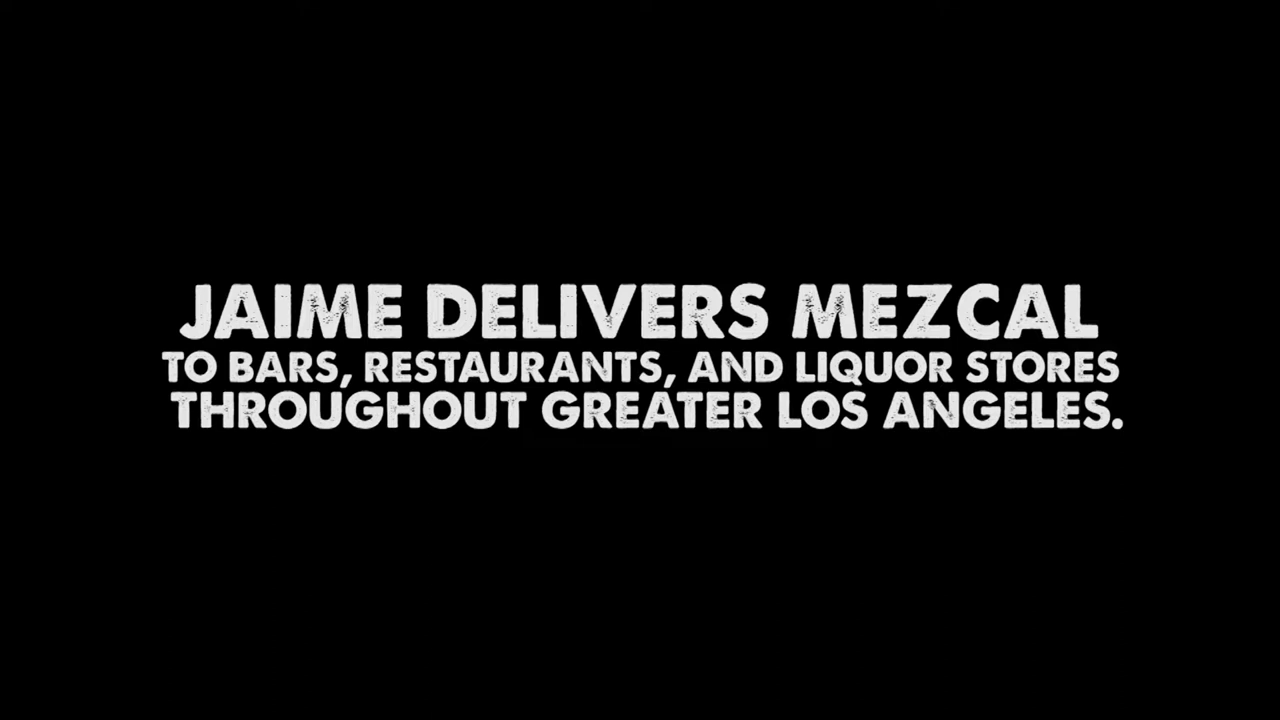 JAIME DELIVERS MEZCAL
TO BARS, RESTAURANTS, AND LIQUOR STORES
THROUGHOUT GREATER LOS ANGELES.